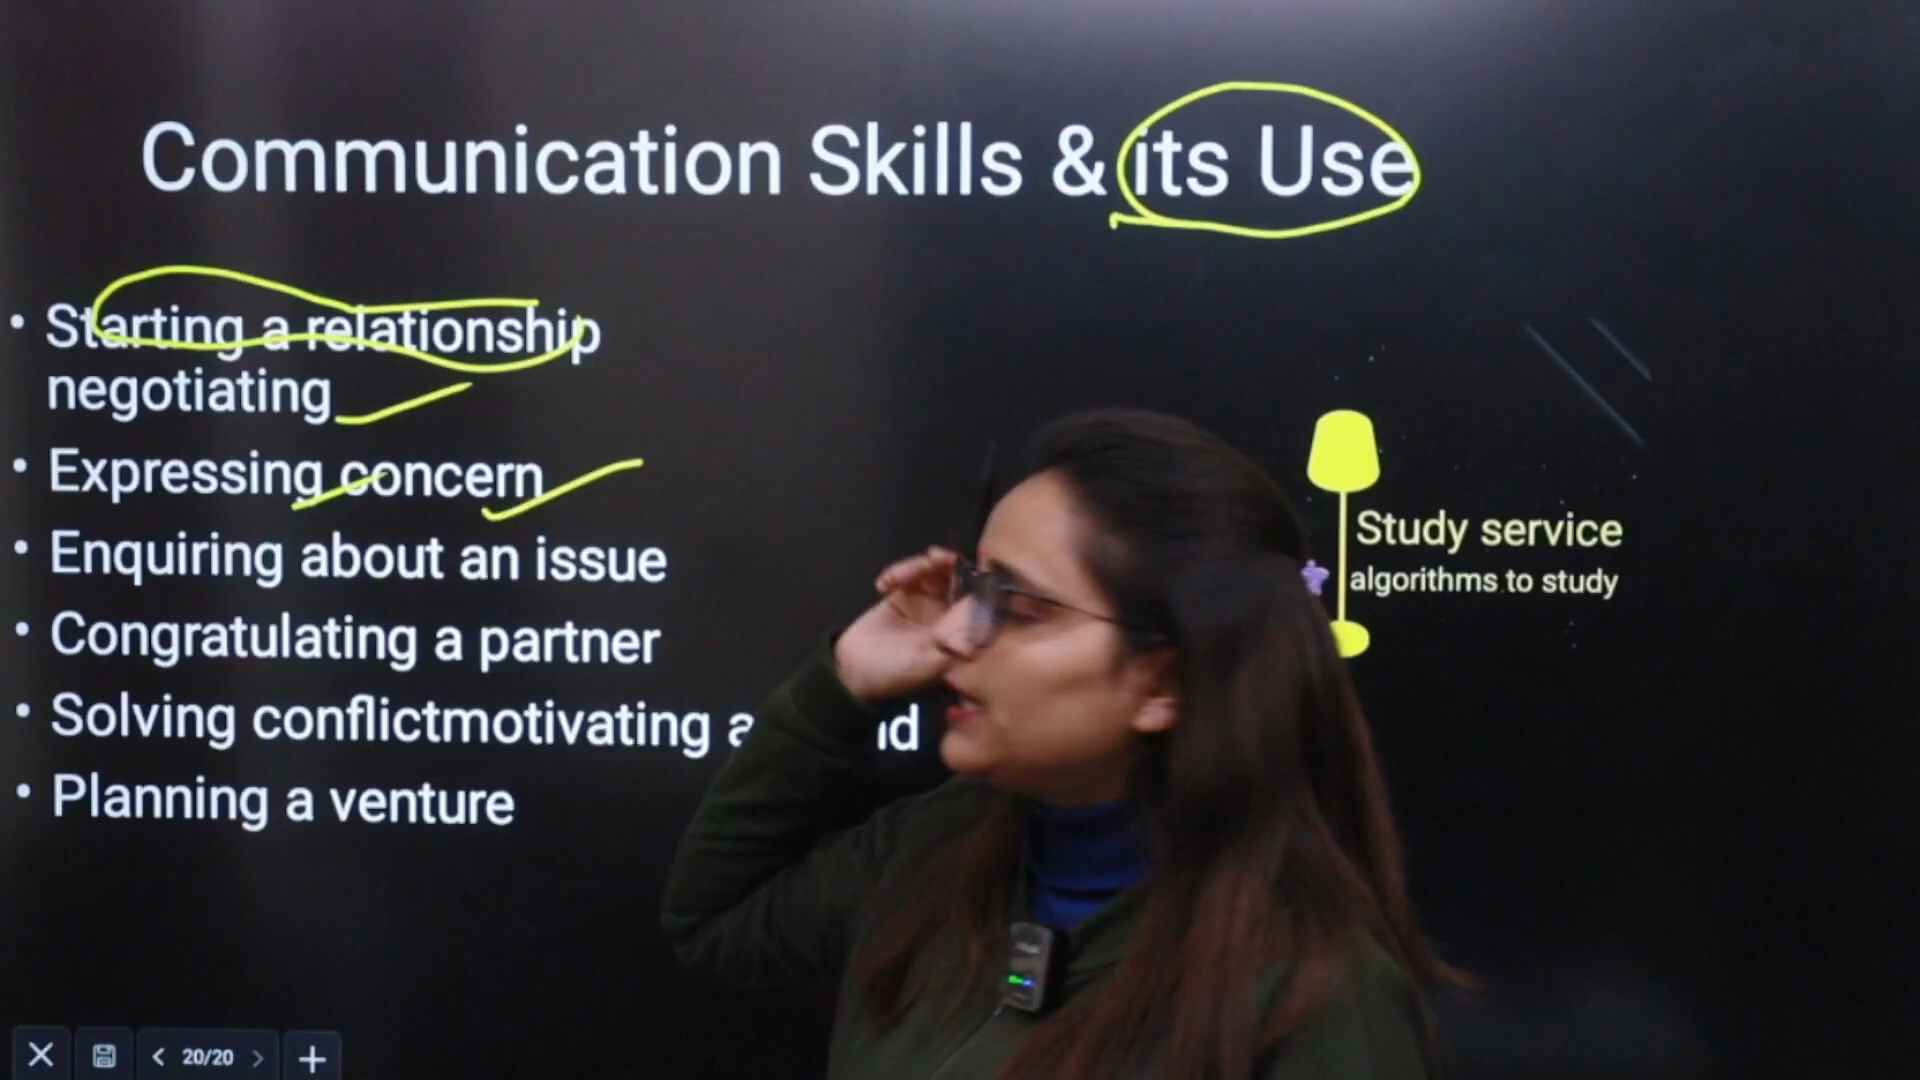 Communication Skills & its Use
• Starting a relationship
negotiating
• Expressing concern
• Enquiring about an issue
• Congratulating a partner
• Solving conflictmotivating a
• Planning a venture
Study service
algorithms to study
20/20